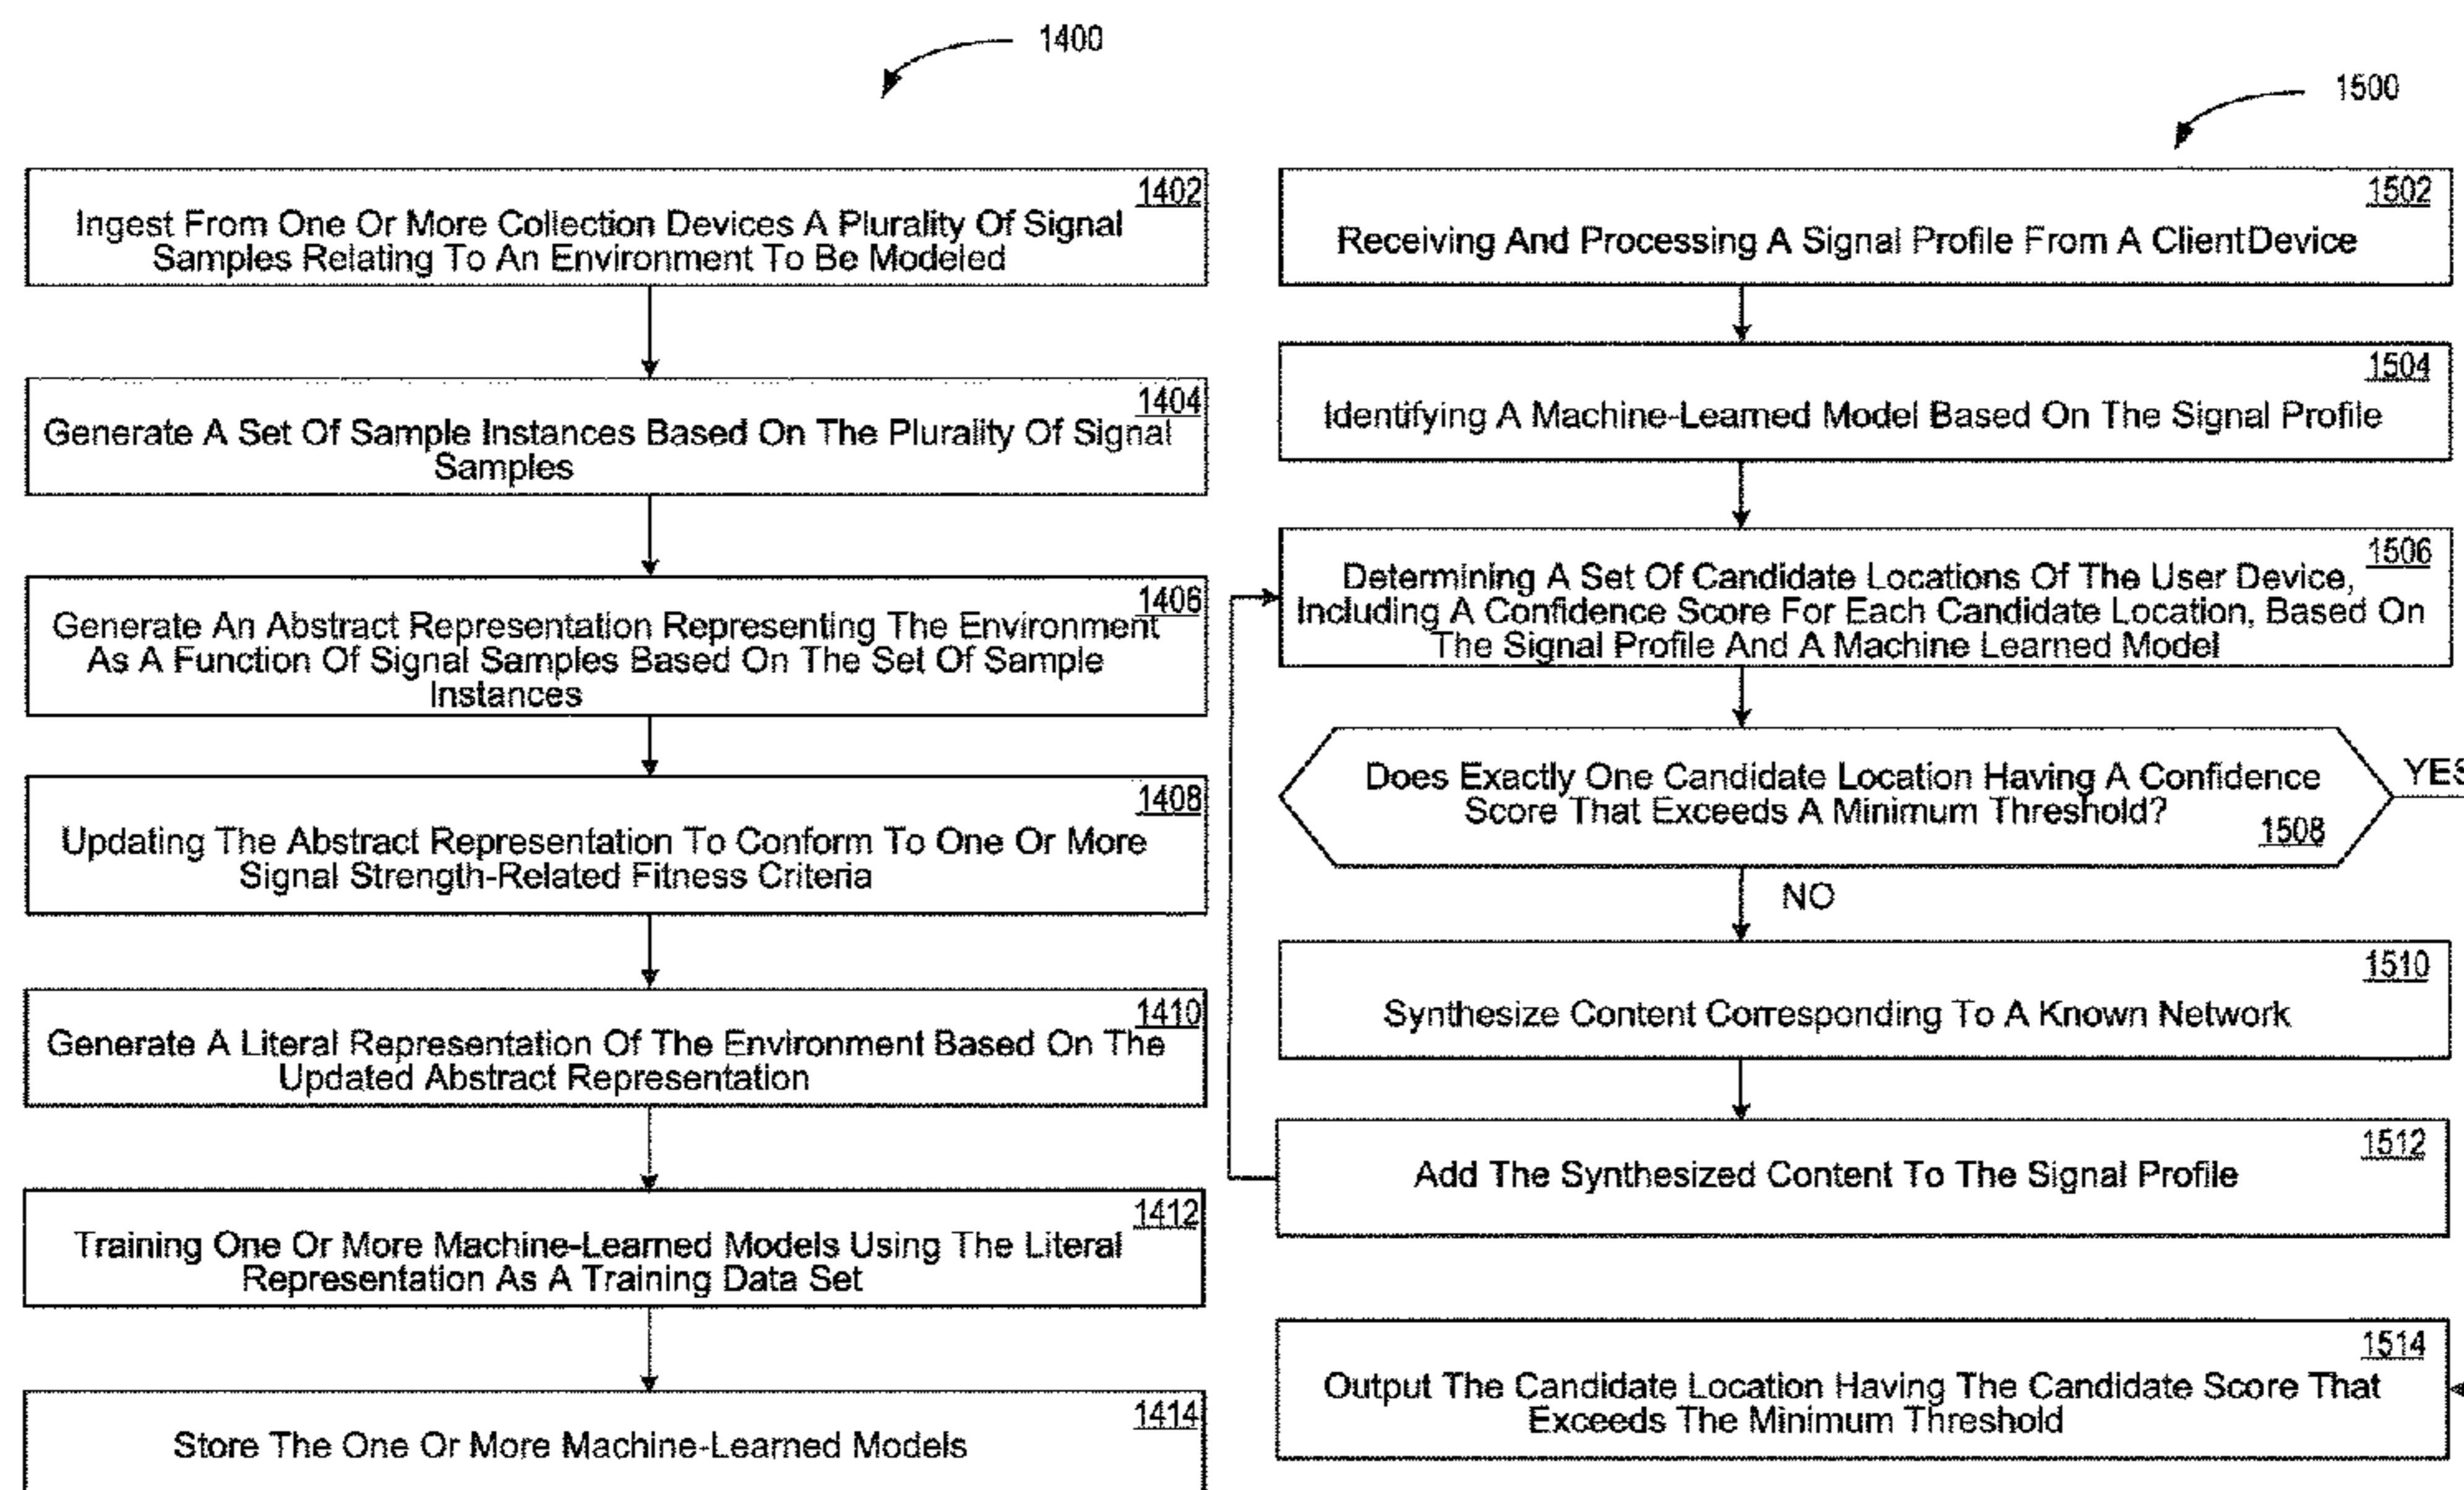 1400
1402
Ingest From One Or More Collection Devices A Plurality Of Signal
Samples Relating To An Environment To Be Modeled
1404
Generate A Set Of Sample Instances Based On The Plurality Of Signal
Samples
1406
Generate An Abstract Representation Representing The Environment
As A Function Of Signal Samples Based On The Set Of Sample
Instances
1408
Updating The Abstract Representation To Conform To One Or More
Signal Strength-Related Fitness Criteria
1410
Generate A Literal Representation Of The Environment Based On The
Updated Abstract Representation
1412
Training One Or More Machine-Learned Models Using The Literal
Representation As A Training Data Set
1414
Store The One Or More Machine-Learned Models
1500
1502
Receiving And Processing A Signal Profile From A ClientDevice
1504
Identifying A Machine-Learned Model Based On The Signal Profile
1506
Determining A Set Of Candidate Locations Of The User Device,
Including A Confidence Score For Each Candidate Location, Based On
The Signal Profile And A Machine Learned Model
Does Exactly One Candidate Location Having A Confidence
Score That Exceeds A Minimum Threshold?
1508
YES
NO
1510
Synthesize Content Corresponding To A Known Network
1512
Add The Synthesized Content To The Signal Profile
1514
Output The Candidate Location Having The Candidate Score That
Exceeds The Minimum Threshold